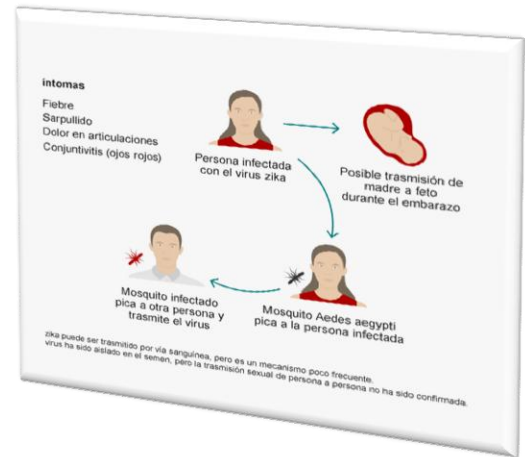 intomas
Fiebre
Sarpullido
Dolor en articulaciones
Conjuntivitis (ojos rojos)
Persona infectada
con el virus zika
Posible trasmisión de
madre a feto
durante el embarazo
Mosquito infectado
pica a otra persona y
trasmite el virus
Mosquito Aedes aegypti
pica a la persona infectada
zika puede ser trasmitido por vía sanguínea, pero es un mecanismo poco frecuente.
virus ha sido aislado en el semen, pero la trasmisión sexual de persona a persona no ha sido confirmada.